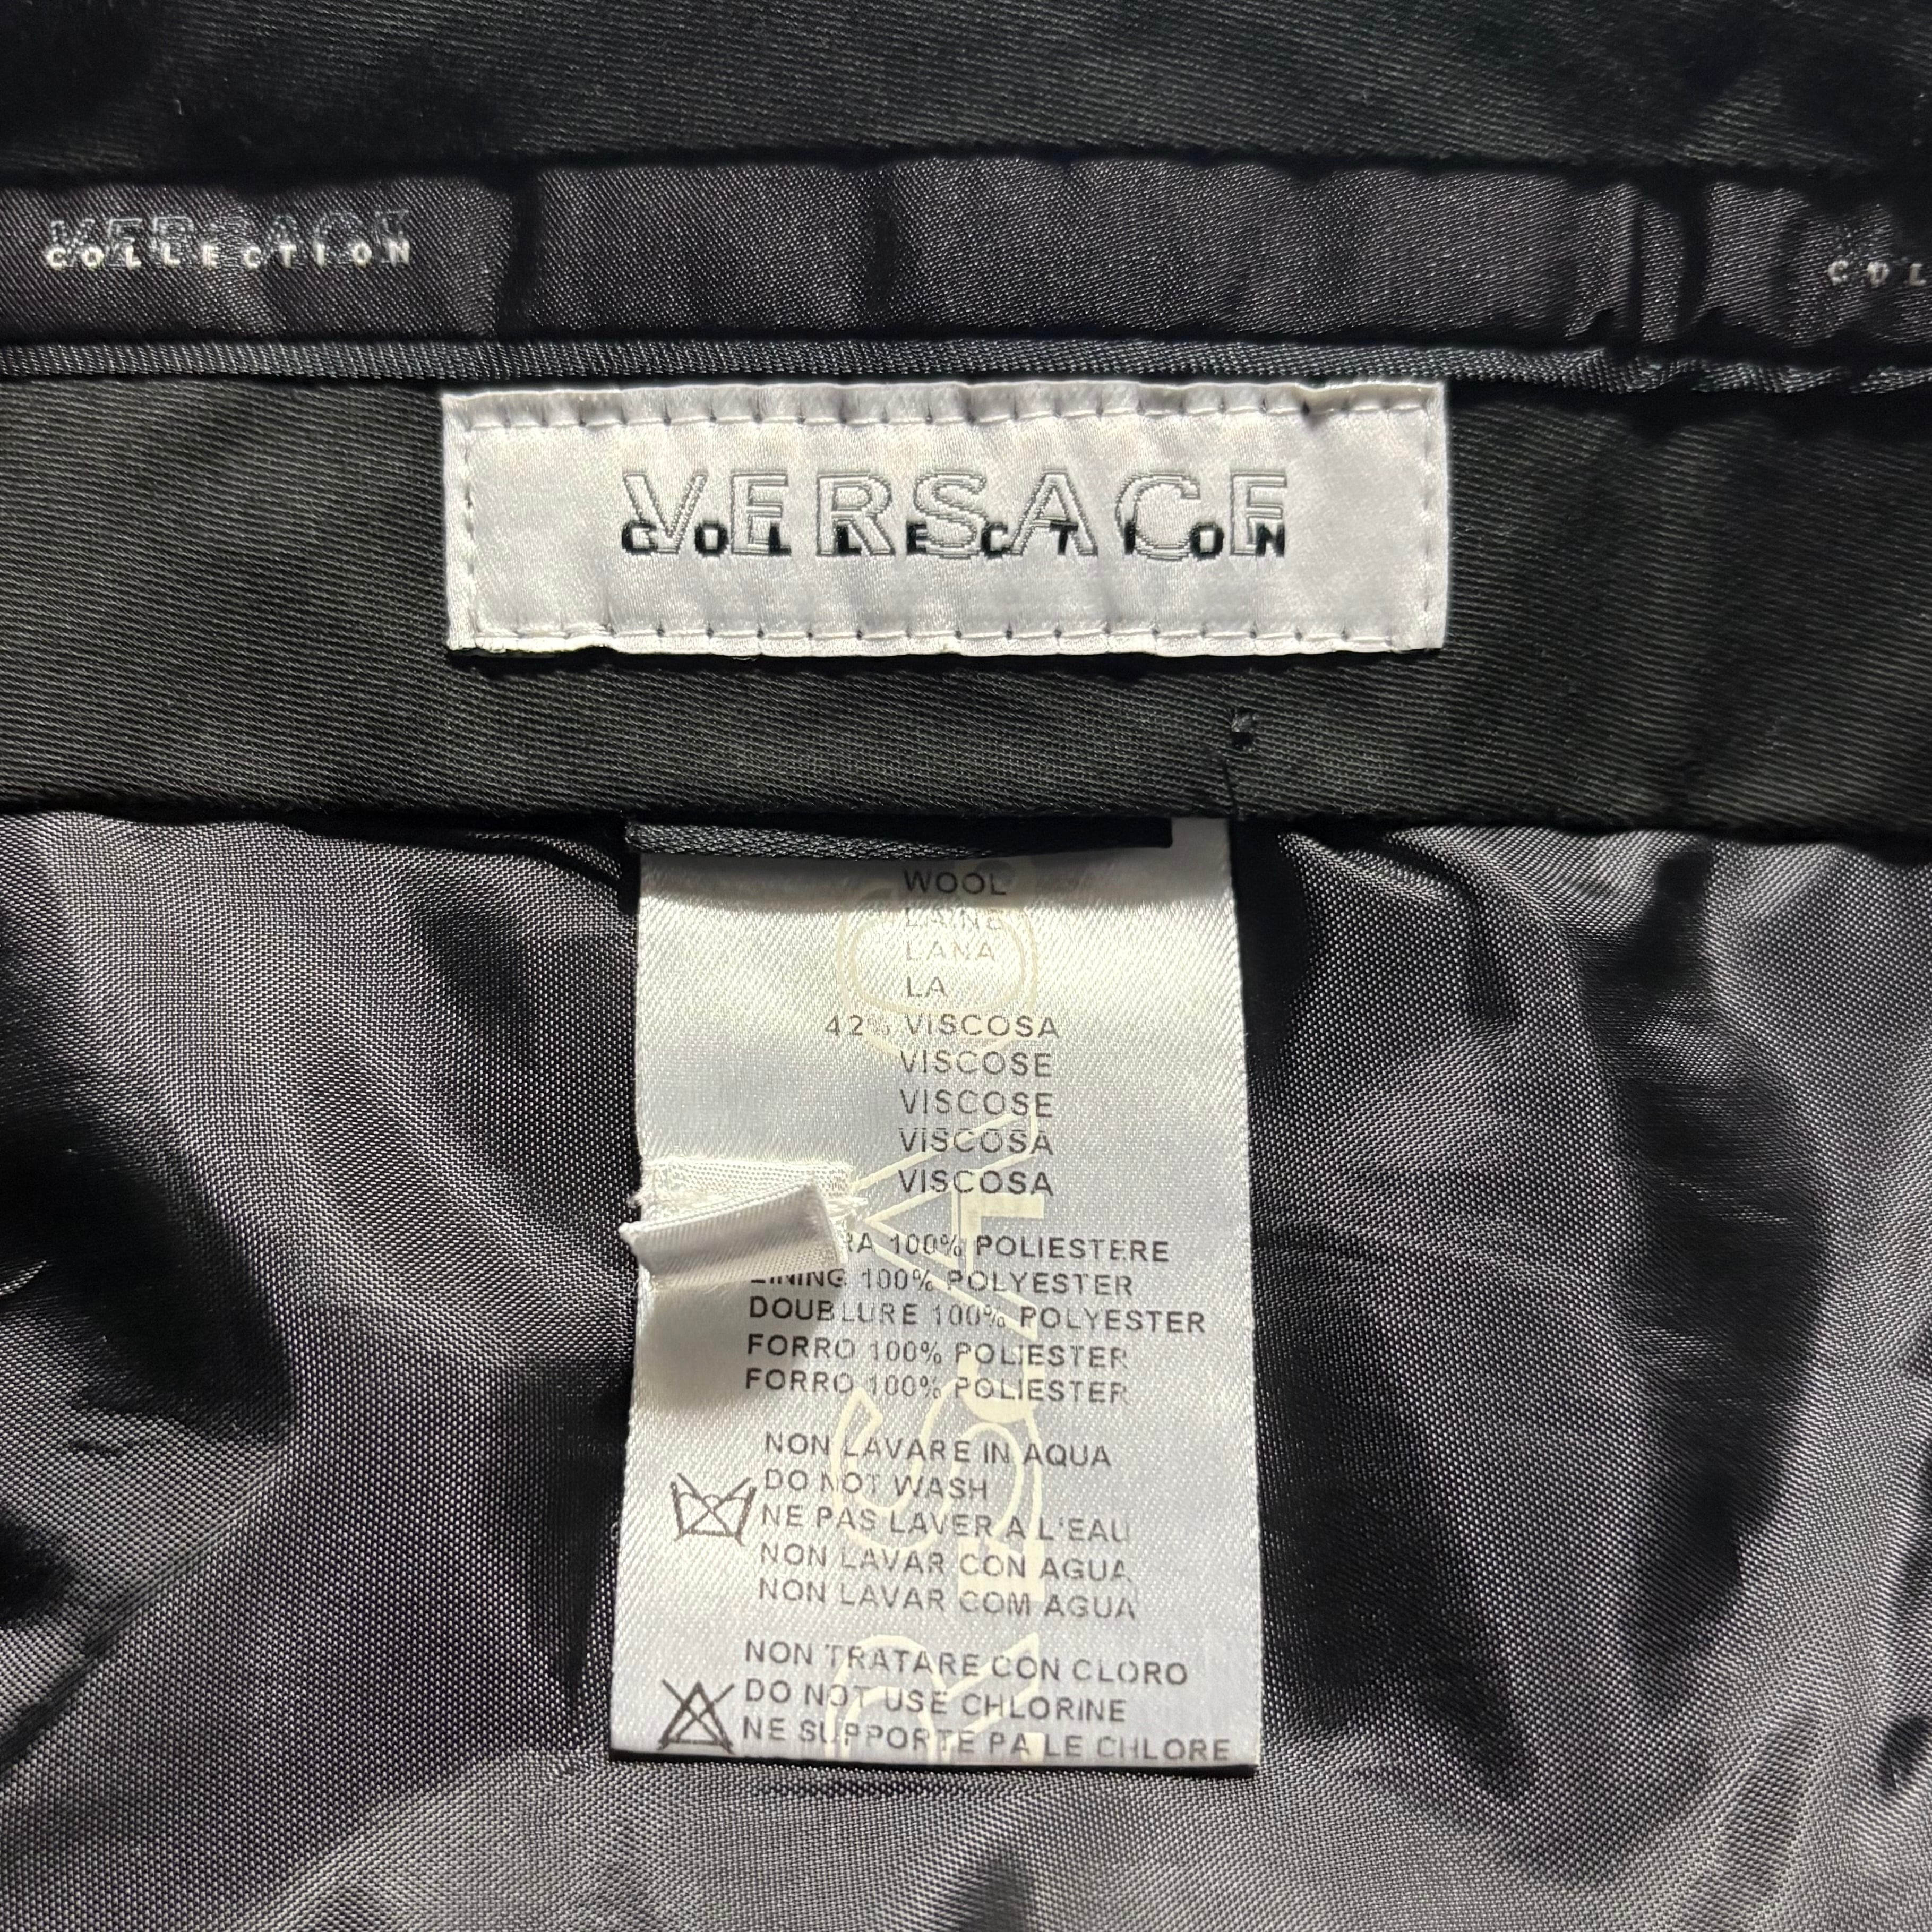 VERSACE
COLLECTION
VERSACE
COLLECTION
WOOL
LAINE
LANA
LA
42% VISCOSA
VISCOSE
VISCOSE
VISCOSA
VISCOSA
100% POLIESTERE
LINING 100% POLYESTER
DOUBLURE 100% POLYESTER
FORRO 100% POLIESTER
FORRO 100% POLIESTER
NON LAVARE IN AQUA
DO NOT WASH
NE PAS LAVER A L'EAU
NON LAVAR CON AGUA
NON LAVAR COM AGUA
NON TRATARE CON CLORO
DO NOT USE CHLORINE
NE SUPPORTE PA LE CHLORE